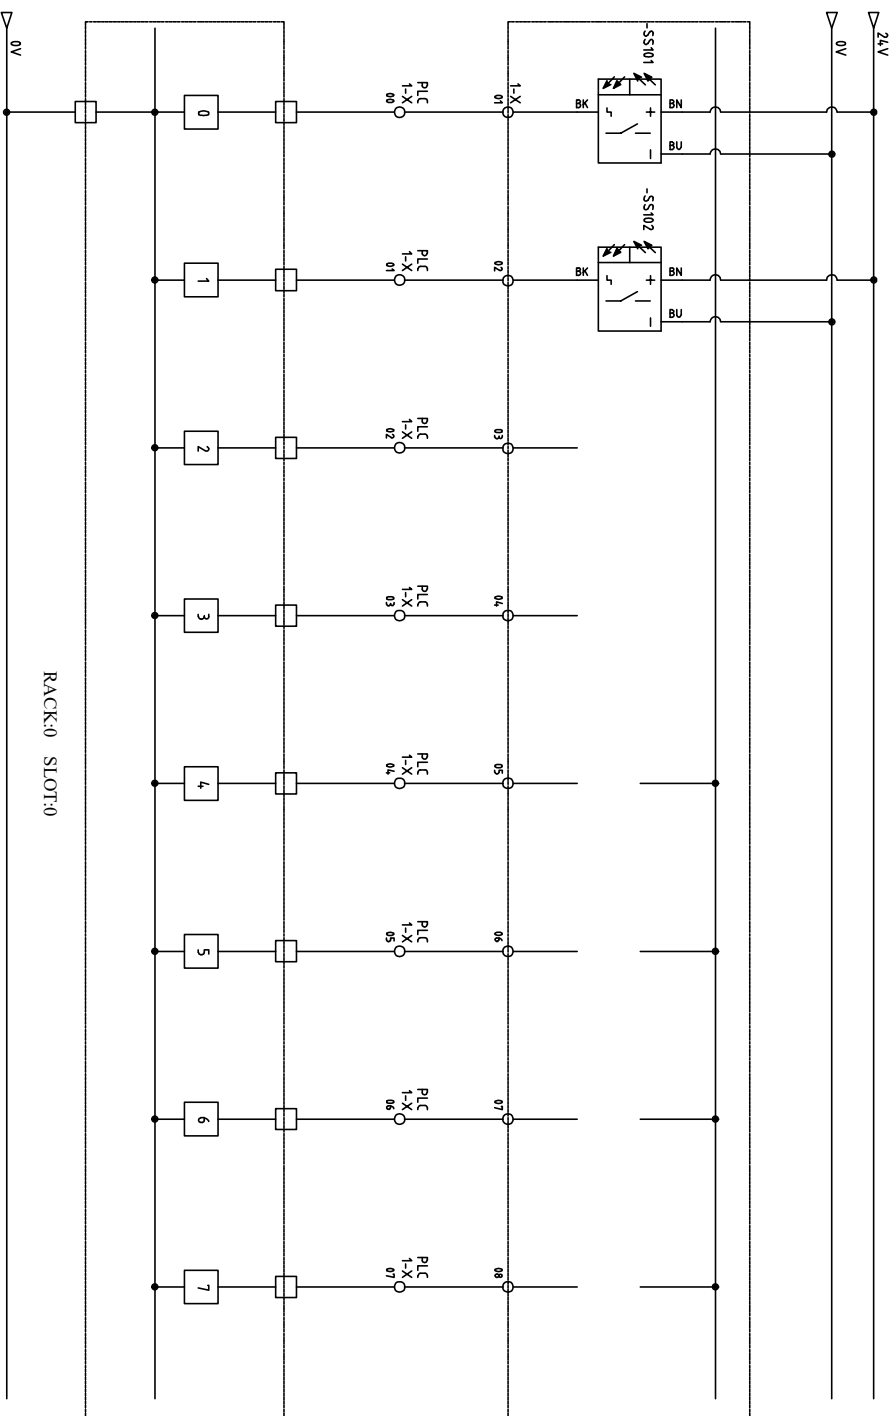 24V
0V
BN BU BN BU
-SS101 -SS102
+ - + -
BK BK
1-X
01 02 03 04 05 06 07 08
PLC PLC PLC PLC PLC PLC PLC PLC
1-X 1-X 1-X 1-X 1-X 1-X 1-X 1-X
00 01 02 03 04 05 06 07
0 1 2 3 4 5 6 7
RACK:0 SLOT:0
0V